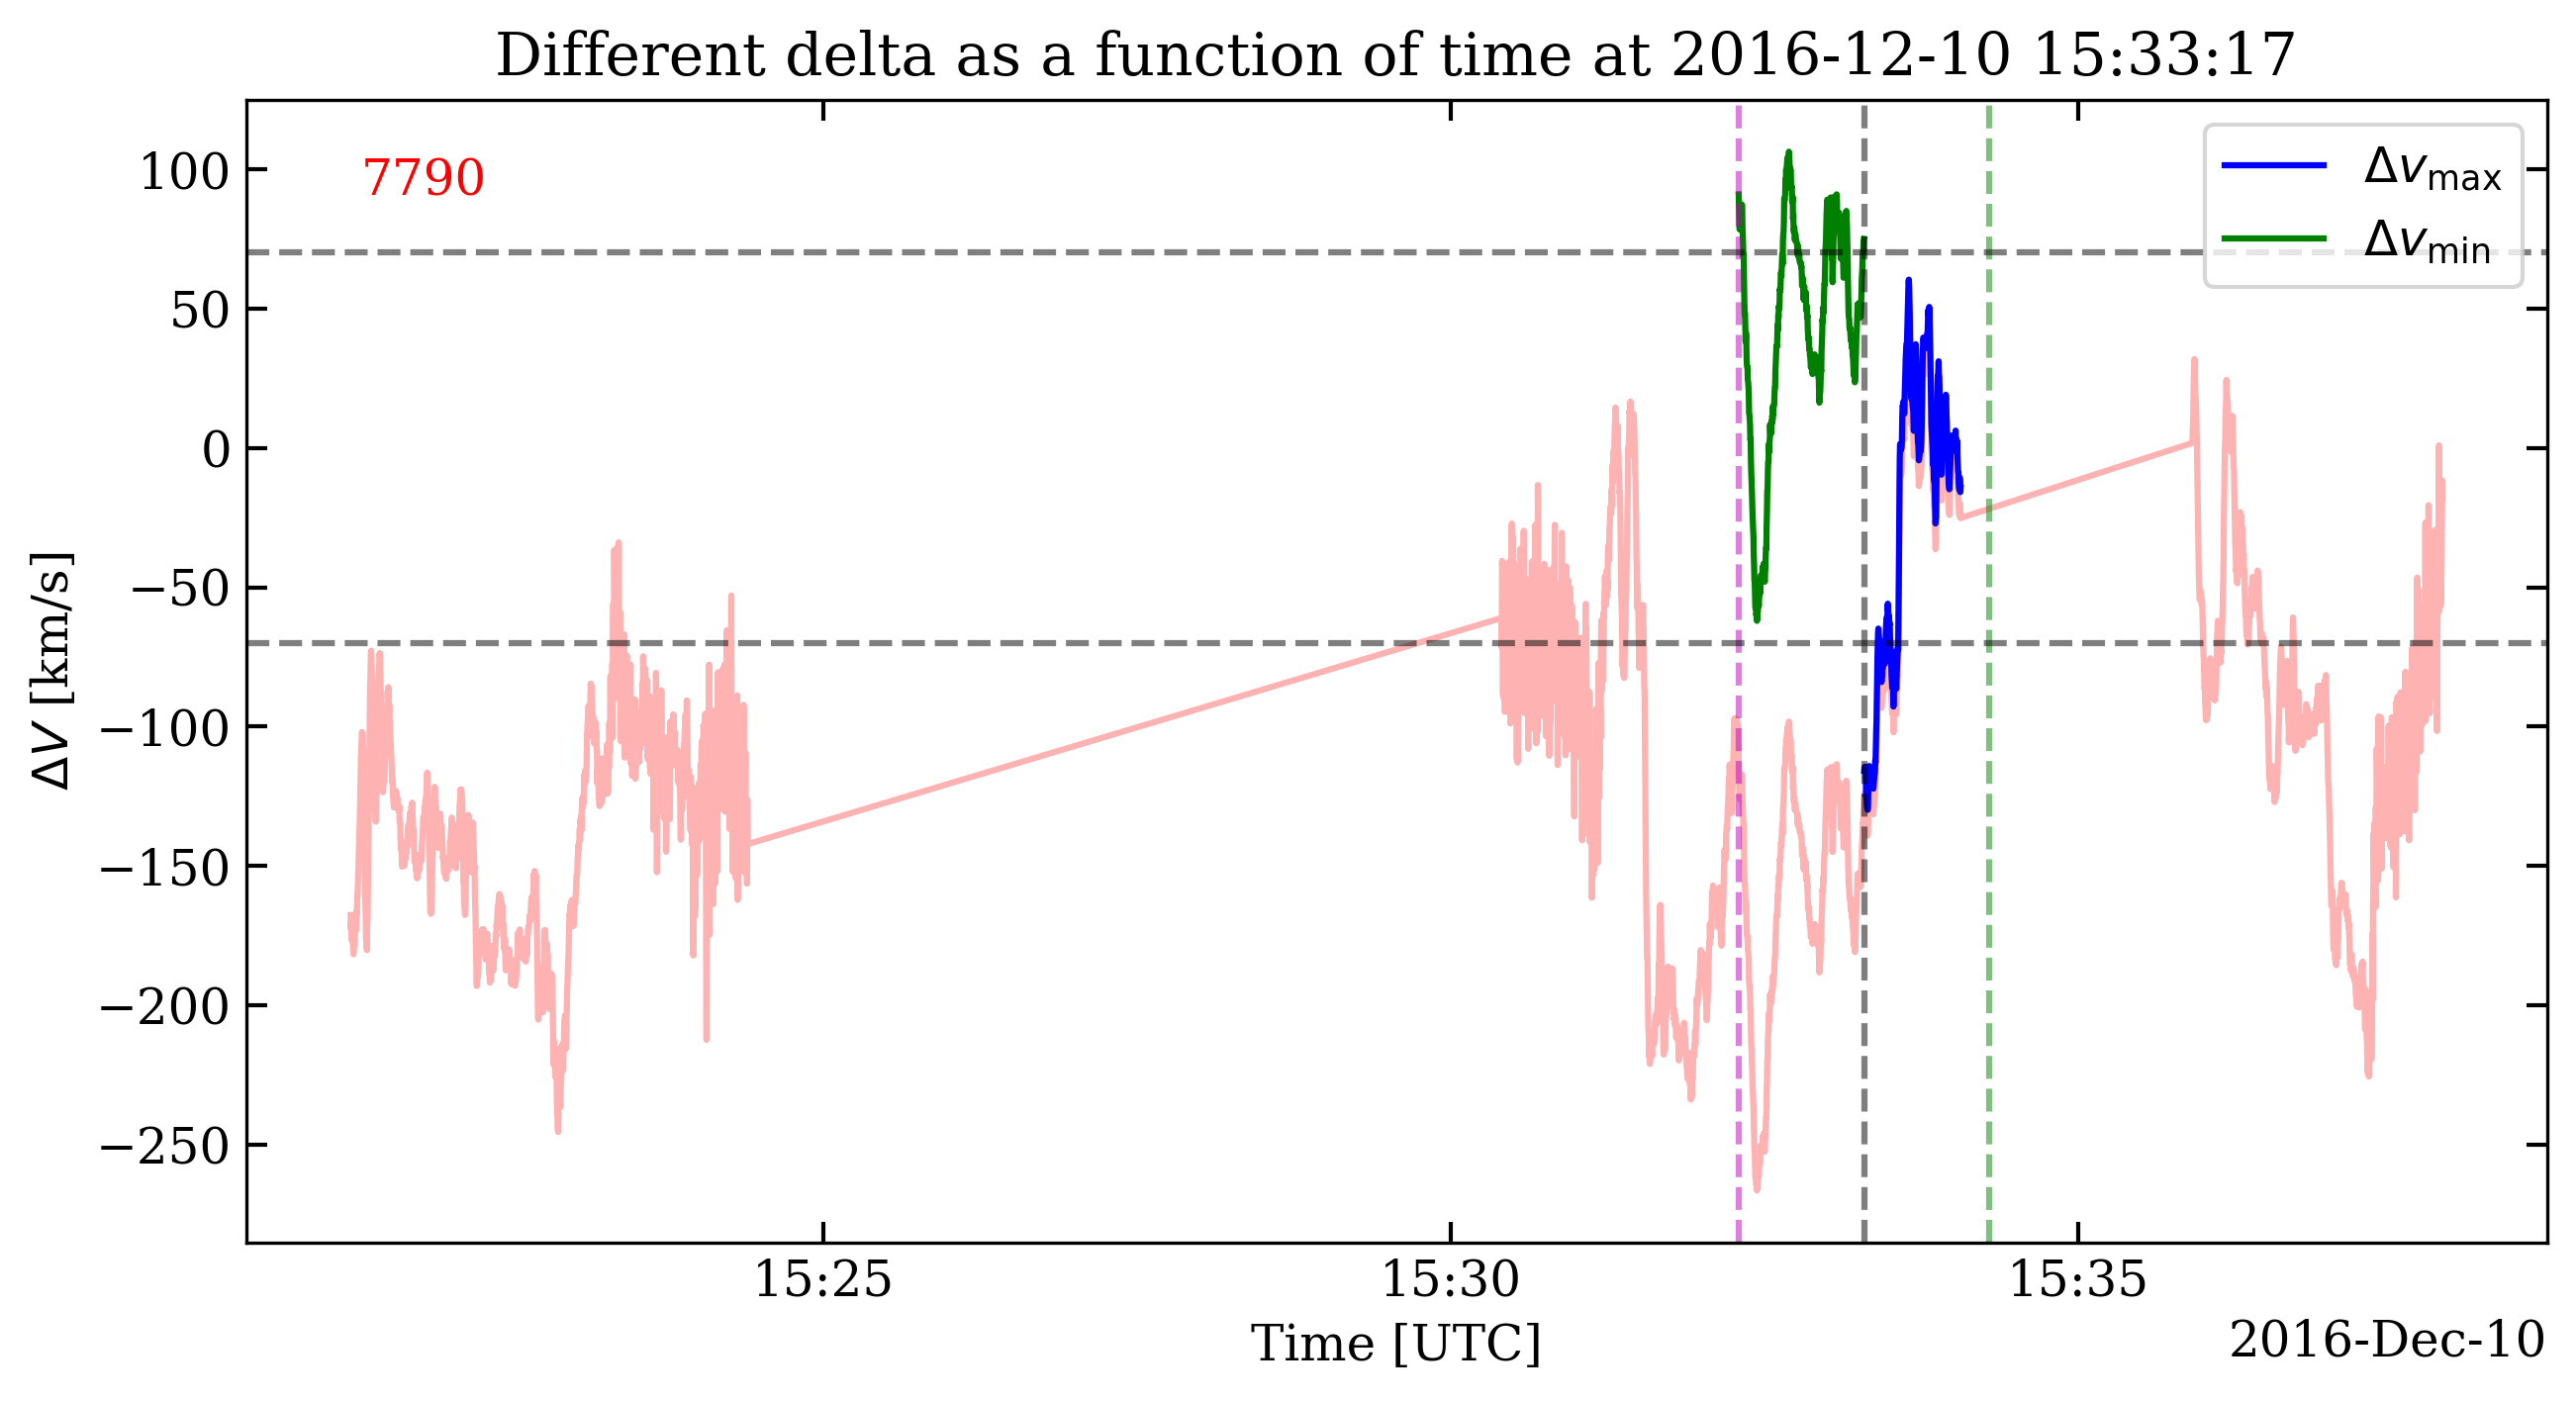 Different delta as a function of time at 2016-12-10 15:33:17
7790
Δv_max
Δv_min
100
50
0
−50
−100
−150
−200
−250
ΔV [km/s]
15:25 15:30 15:35
Time [UTC]
2016-Dec-10